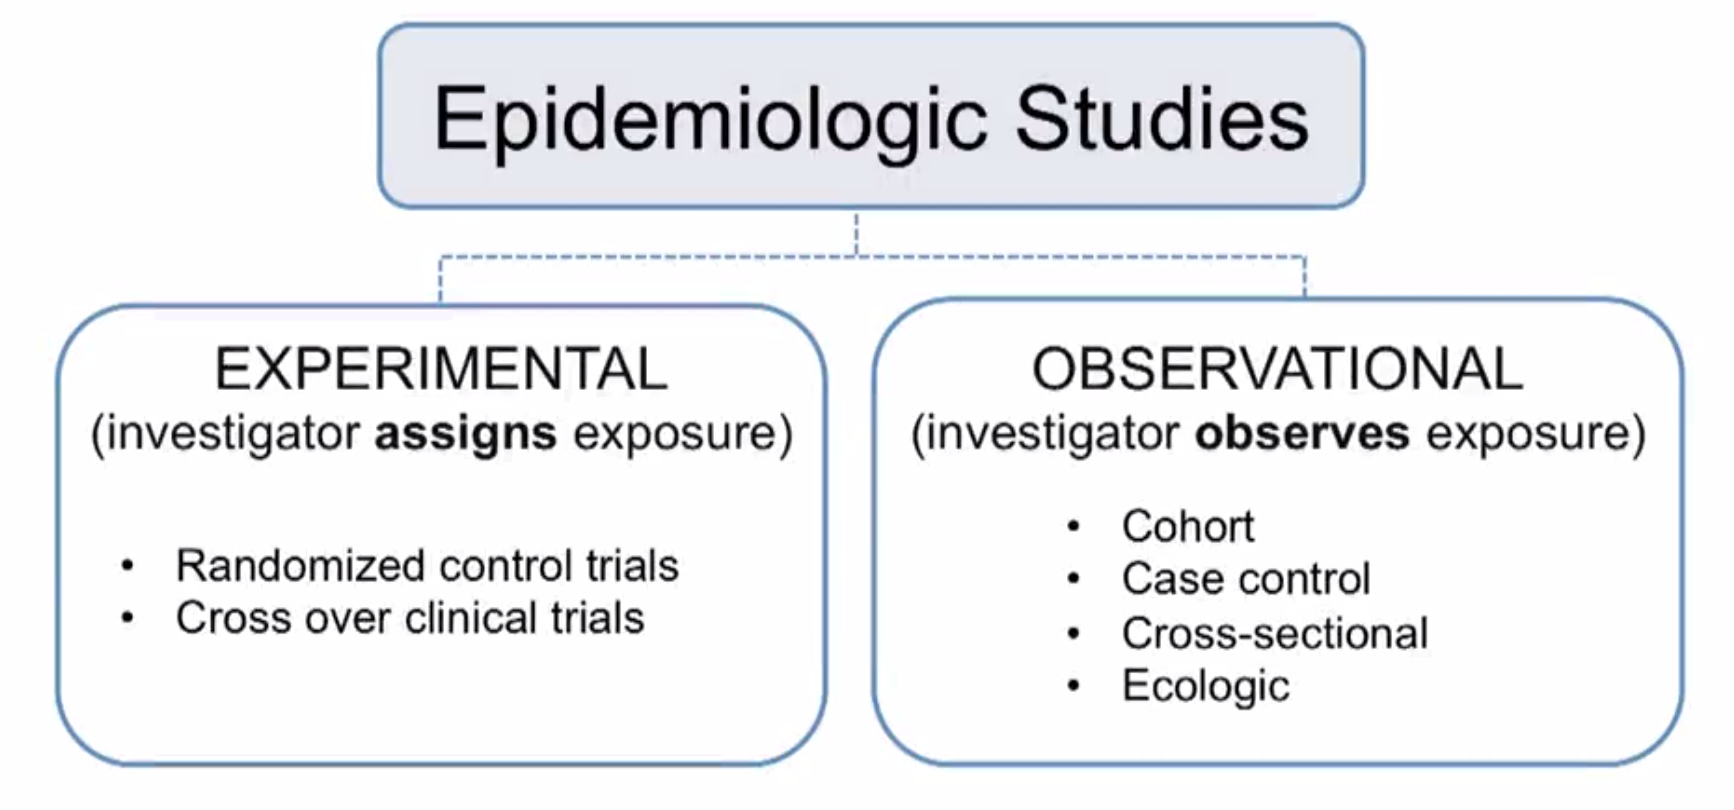 Epidemiologic Studies
EXPERIMENTAL
(investigator assigns exposure)
• Randomized control trials
• Cross over clinical trials
OBSERVATIONAL
(investigator observes exposure)
• Cohort
• Case control
• Cross-sectional
• Ecologic